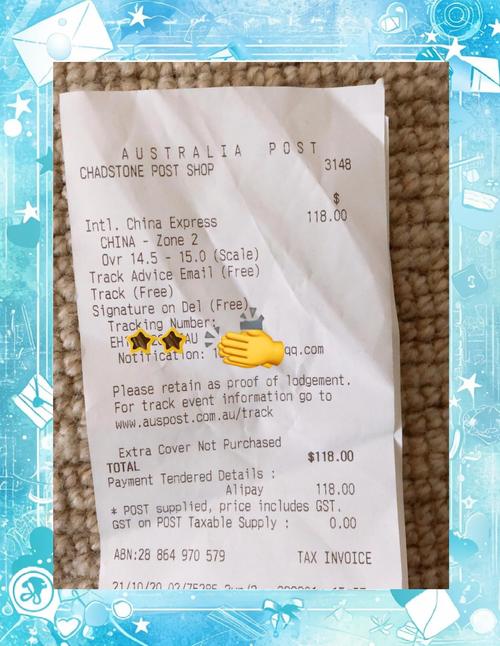 AUSTRALIA POST
CHADSTONE POST SHOP 3148
$
Intl. China Express 118.00
CHINA - Zone 2
Ovr 14.5 - 15.0 (Scale)
Track Advice Email (Free)
Track (Free)
Signature on Del (Free)
Tracking Number:
EH AU
Notification: qq.com
Please retain as proof of lodgement.
For track event information go to
www.auspost.com.au/track
Extra Cover Not Purchased
TOTAL $118.00
Payment Tendered Details :
Alipay 118.00
* POST supplied, price includes GST.
GST on POST Taxable Supply : 0.00
ABN:28 864 970 579 TAX INVOICE